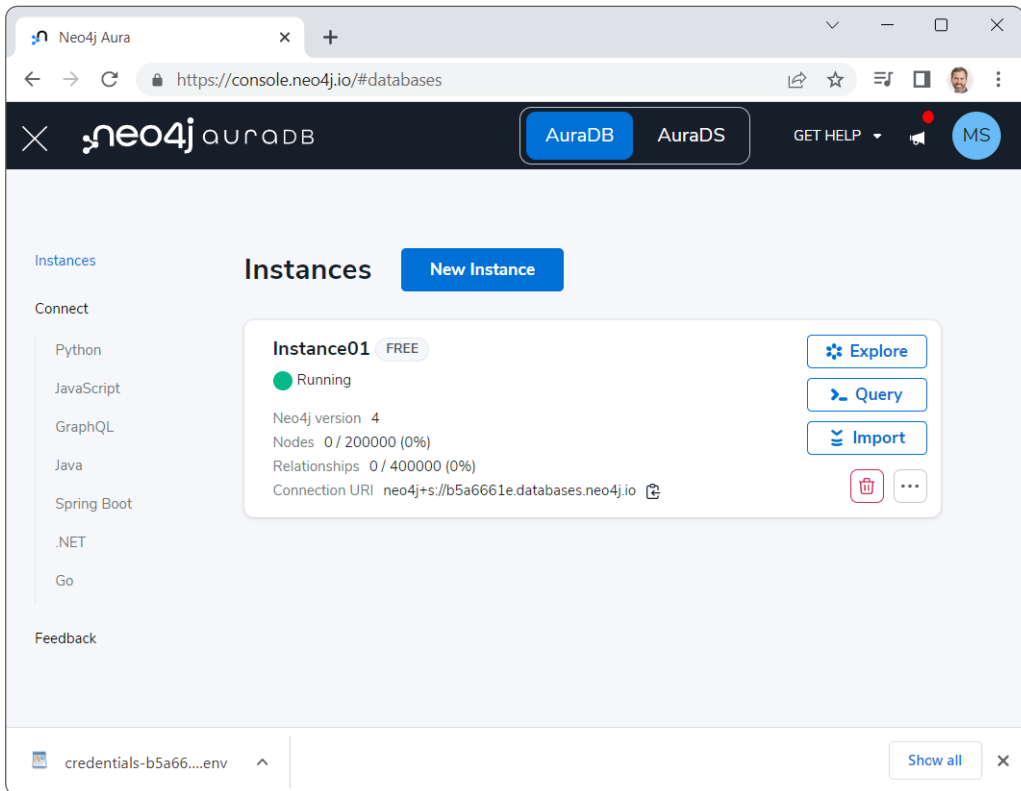 Neo4j Aura
https://console.neo4j.io/#databases
neo4j auraDB
AuraDB AuraDS
GET HELP
MS
Instances
Connect
Python
JavaScript
GraphQL
Java
Spring Boot
.NET
Go
Feedback
Instances
New Instance
Instance01 FREE
Running
Neo4j version 4
Nodes 0 / 200000 (0%)
Relationships 0 / 400000 (0%)
Connection URI neo4j+s://b5a6661e.databases.neo4j.io
Explore
Query
Import
credentials-b5a66....env
Show all